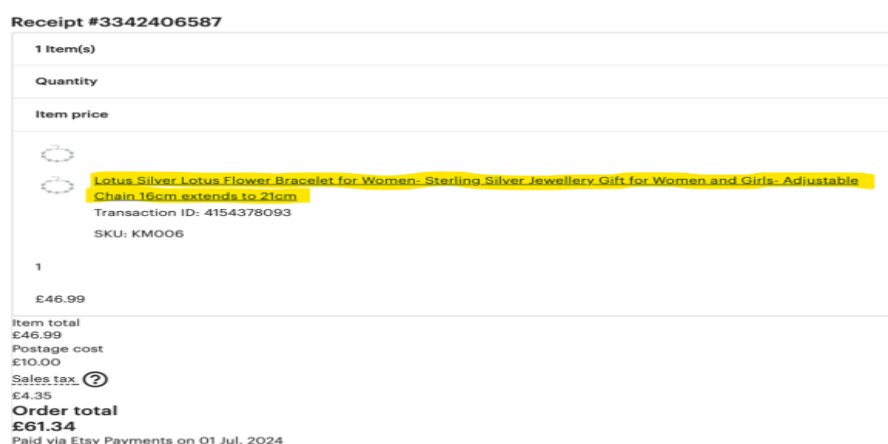 Receipt #3342406587
1 Item(s)
Quantity
Item price
Lotus Silver Lotus Flower Bracelet for Women- Sterling Silver Jewellery Gift for Women and Girls- Adjustable
Chain 16cm extends to 21cm
Transaction ID: 4154378093
SKU: KM006
1
£46.99
Item total
£46.99
Postage cost
£10.00
Sales tax ?
£4.35
Order total
£61.34
Paid via Etsy Payments on 01 Jul, 2024